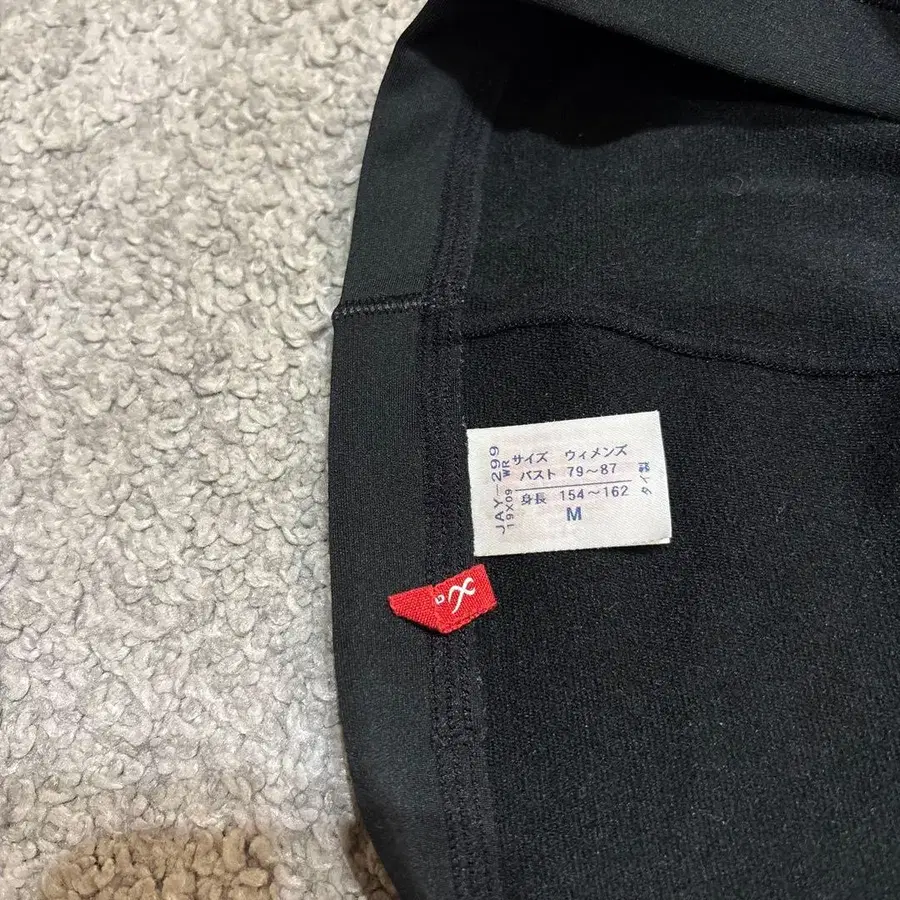 サイズ ウィメンズ
バスト 79〜87
身長 154〜162
M
JAY-299
19X09 WR
タイ製
X